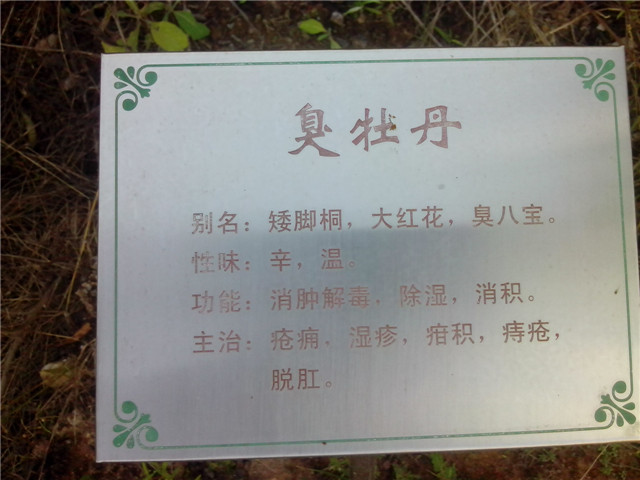 臭牡丹
别名：矮脚桐，大红花，臭八宝。
性味：辛，温。
功能：消肿解毒，除湿，消积。
主治：疮痈，湿疹，疳积，痔疮，
脱肛。